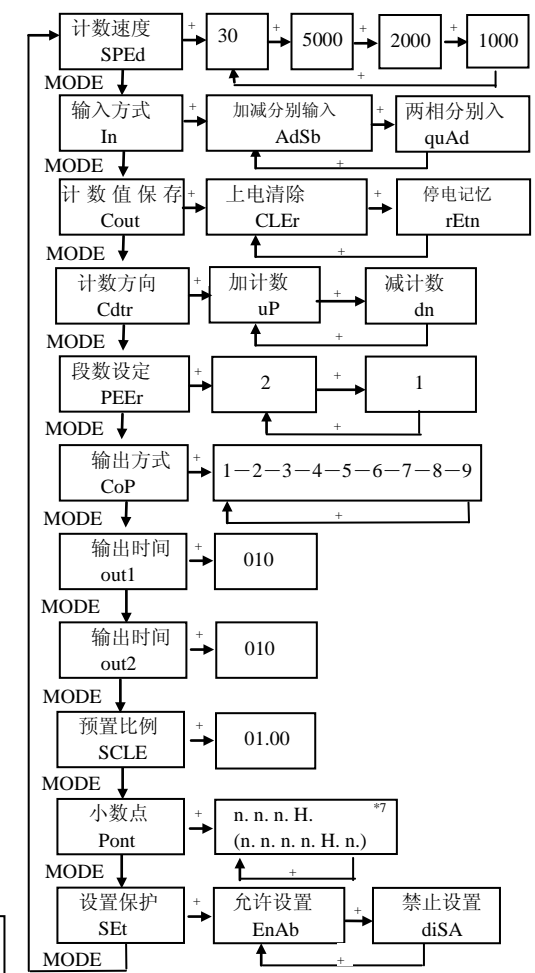 计数速度 + 30 + 5000 + 2000 + 1000
SPEd
+
MODE
输入方式 + 加减分别输入 + 两相分别入
In AdSb quAd
+
MODE
计数值保存 + 上电清除 + 停电记忆
Cout CLEr rEtn
+
MODE
计数方向 + 加计数 + 减计数
Cdtr uP dn
+
MODE
段数设定 + 2 + 1
PEEr
+
MODE
输出方式 + 1－2－3－4－5－6－7－8－9
CoP
+
MODE
输出时间 + 010
out1
MODE
输出时间 + 010
out2
MODE
预置比例 + 01.00
SCLE
MODE
小数点 + n. n. n. H. *7
Pont (n. n. n. n. H. n.)
+
MODE
设置保护 + 允许设置 + 禁止设置
SEt EnAb diSA
+
MODE